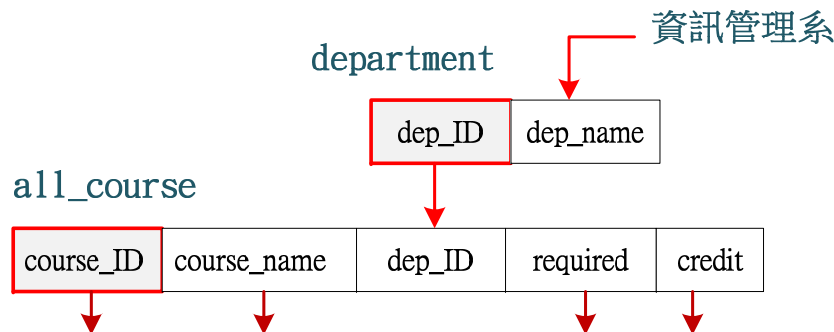 資訊管理系
department
dep_ID dep_name
all_course
course_ID course_name dep_ID required credit